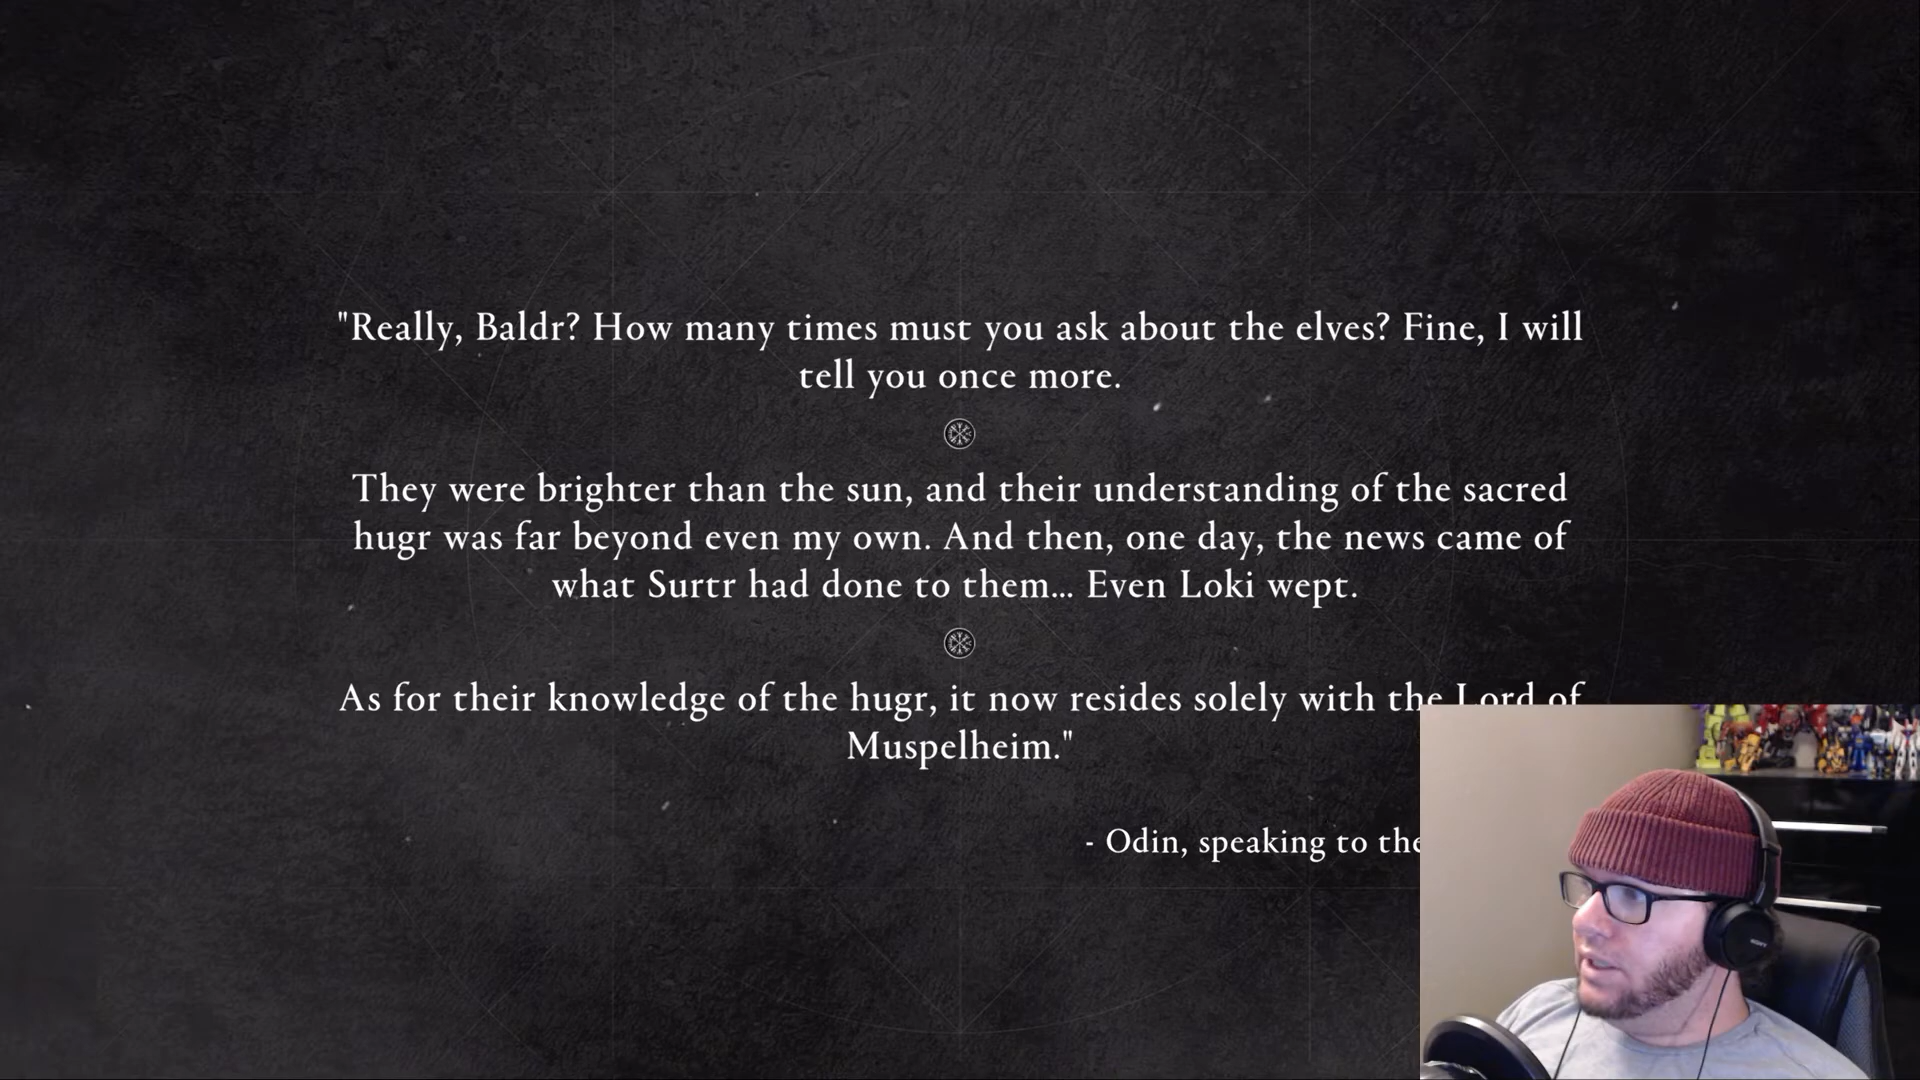 "Really, Baldr? How many times must you ask about the elves? Fine, I will
tell you once more.
They were brighter than the sun, and their understanding of the sacred
hugr was far beyond even my own. And then, one day, the news came of
what Surtr had done to them... Even Loki wept.
As for their knowledge of the hugr, it now resides solely with the Lord of
Muspelheim."
- Odin, speaking to the
SONY